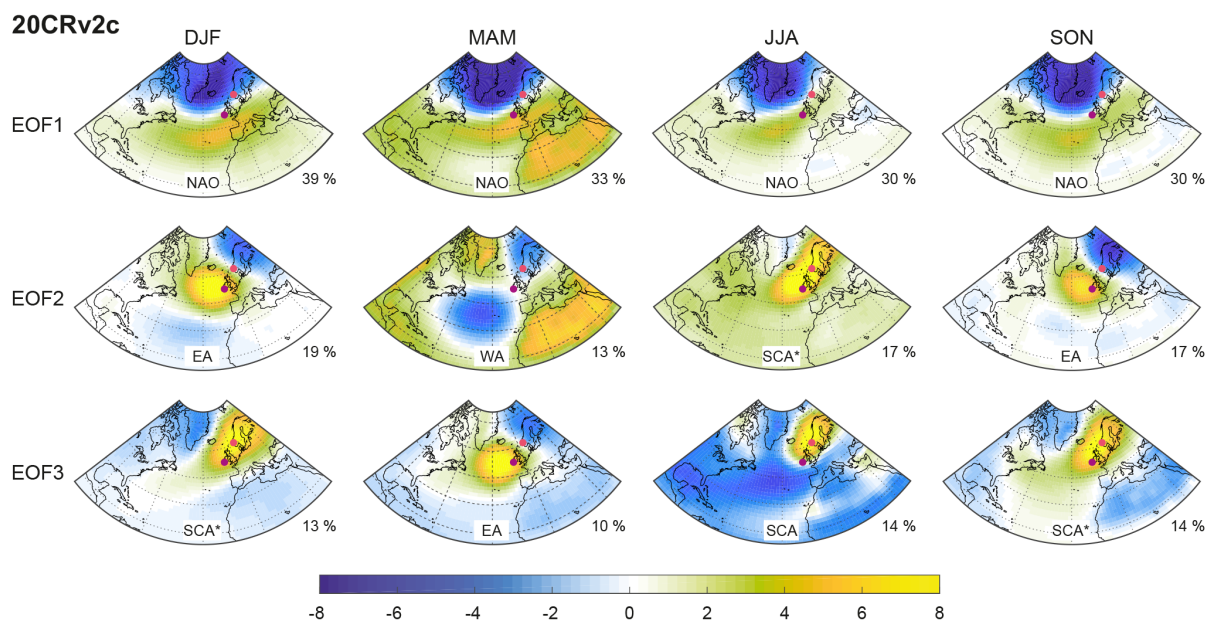 20CRv2c
DJF MAM JJA SON
EOF1
NAO 39 % NAO 33 % NAO 30 % NAO 30 %
EOF2
EA 19 % WA 13 % SCA* 17 % EA 17 %
EOF3
SCA* 13 % EA 10 % SCA 14 % SCA* 14 %
-8 -6 -4 -2 0 2 4 6 8